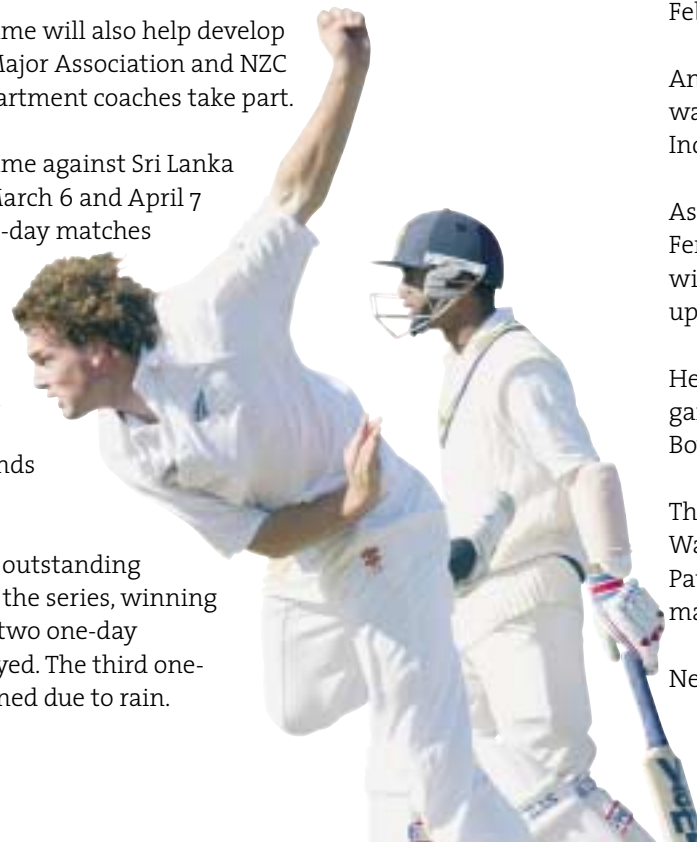 me will also help develop
Major Association and NZC
artment coaches take part.
me against Sri Lanka
March 6 and April 7
-day matches
nds
outstanding
the series, winning
two one-day
yed. The third one-
ned due to rain.
Fe
An
wa
In
As
Fe
wi
up
He
ga
Bo
Th
Wa
Pa
ma
Ne